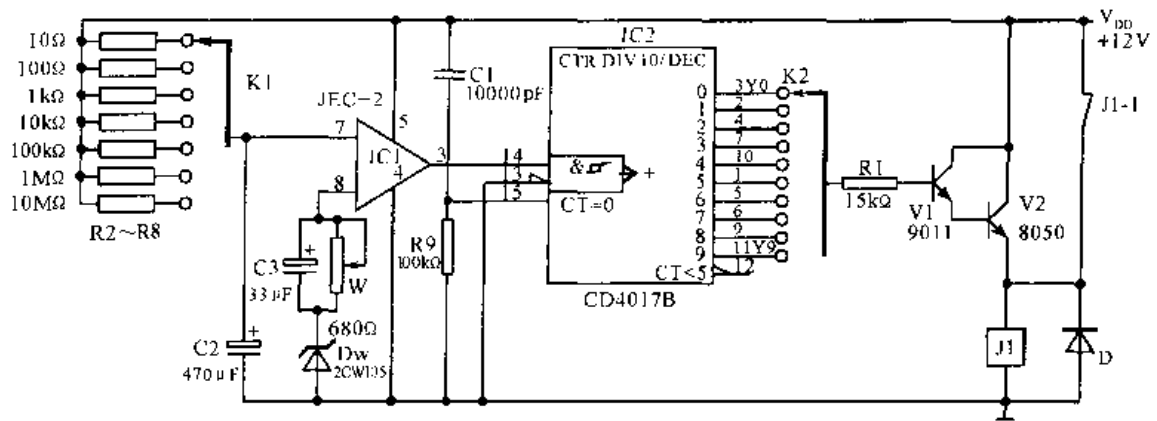 10Ω
100Ω
1kΩ
10kΩ
100kΩ
1MΩ
10MΩ
R2～R8
K1
C2
470μF
JEC-2
7
5
IC1
3
4
8
C3
33μF
W
680Ω
Dw
2CW105
C1
10000pF
R9
100kΩ
IC2
CTR DIV10/DEC
14
13
15
&
+
CT=0
0 3Y0
1 2
2 4
3 7
4 10
5 1
6 5
7 6
8 9
9 11Y9
CT<5 12
CD4017B
K2
R1
15kΩ
V1
9011
V2
8050
V_DD
+12V
J1-1
J1
D